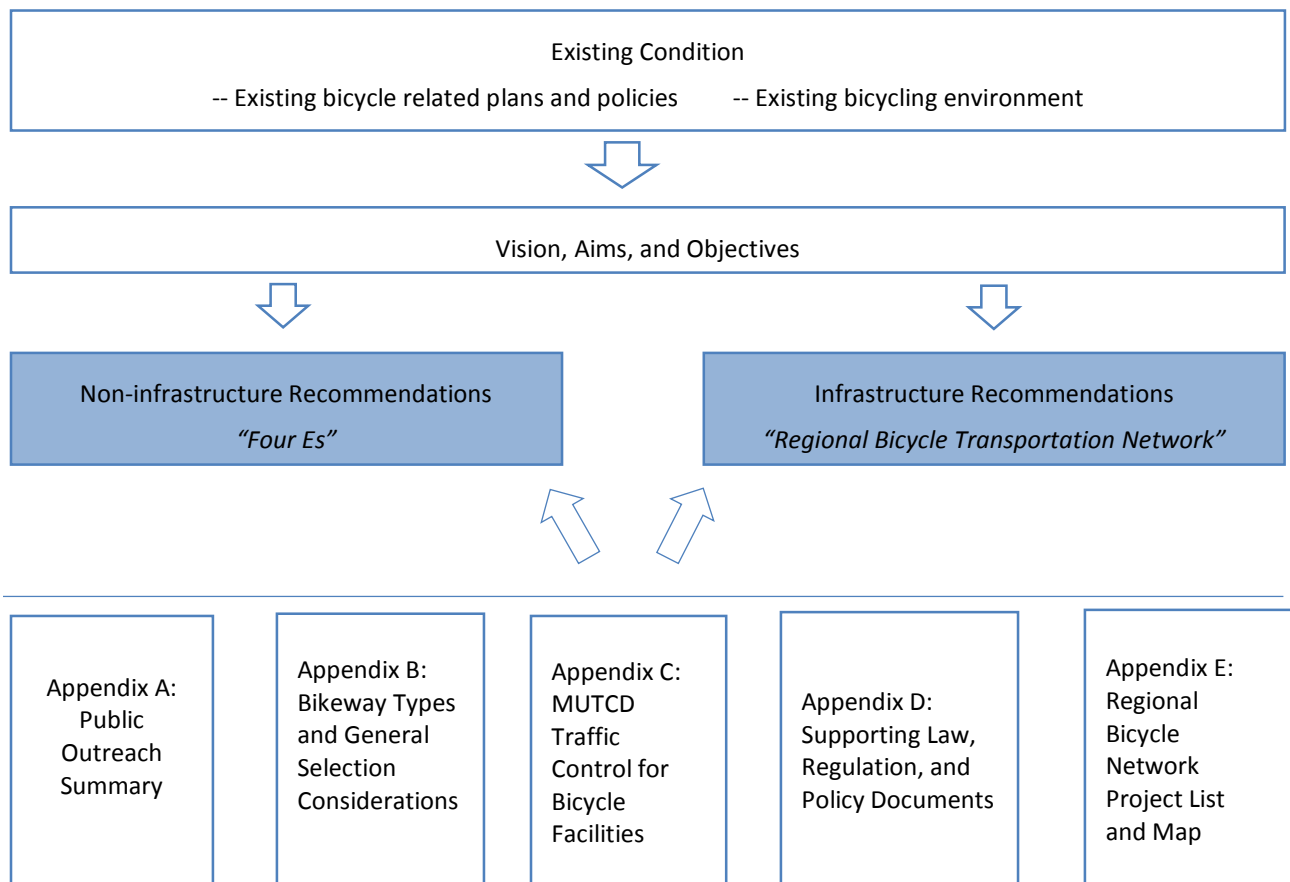 Existing Condition
-- Existing bicycle related plans and policies -- Existing bicycling environment
Vision, Aims, and Objectives
Non-infrastructure Recommendations
“Four Es”
Infrastructure Recommendations
“Regional Bicycle Transportation Network”
Appendix A:
Public
Outreach
Summary
Appendix B:
Bikeway Types
and General
Selection
Considerations
Appendix C:
MUTCD
Traffic
Control for
Bicycle
Facilities
Appendix D:
Supporting Law,
Regulation, and
Policy Documents
Appendix E:
Regional
Bicycle
Network
Project List
and Map